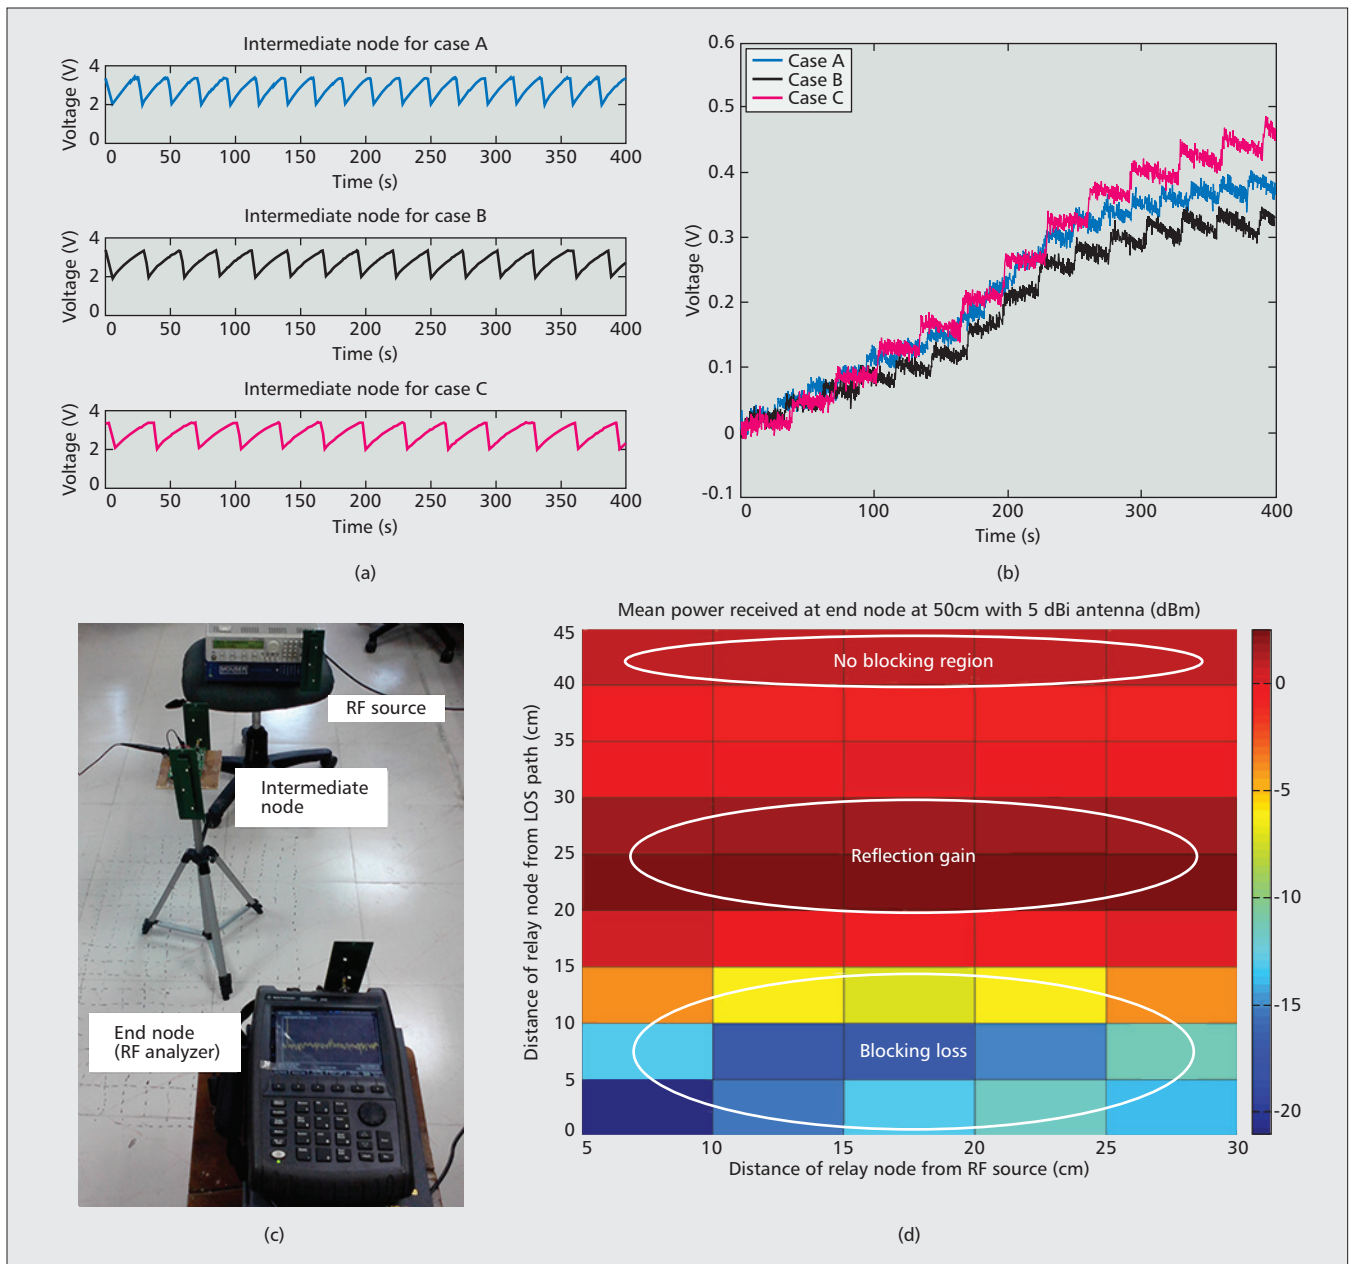 Intermediate node for case A
Voltage (V)
4
2
0
0 50 100 150 200 250 300 350 400
Time (s)
Intermediate node for case B
Voltage (V)
4
2
0
0 50 100 150 200 250 300 350 400
Time (s)
Intermediate node for case C
Voltage (V)
4
2
0
0 50 100 150 200 250 300 350 400
Time (s)
(a)
Case A
Case B
Case C
Voltage (V)
0.6
0.5
0.4
0.3
0.2
0.1
0
-0.1
0 100 200 300 400
Time (s)
(b)
RF source
Intermediate
node
End node
(RF analyzer)
(c)
Mean power received at end node at 50cm with 5 dBi antenna (dBm)
Distance of relay node from LOS path (cm)
45
40
35
30
25
20
15
10
5
0
No blocking region
Reflection gain
Blocking loss
5 10 15 20 25 30
Distance of relay node from RF source (cm)
0
-5
-10
-15
-20
(d)